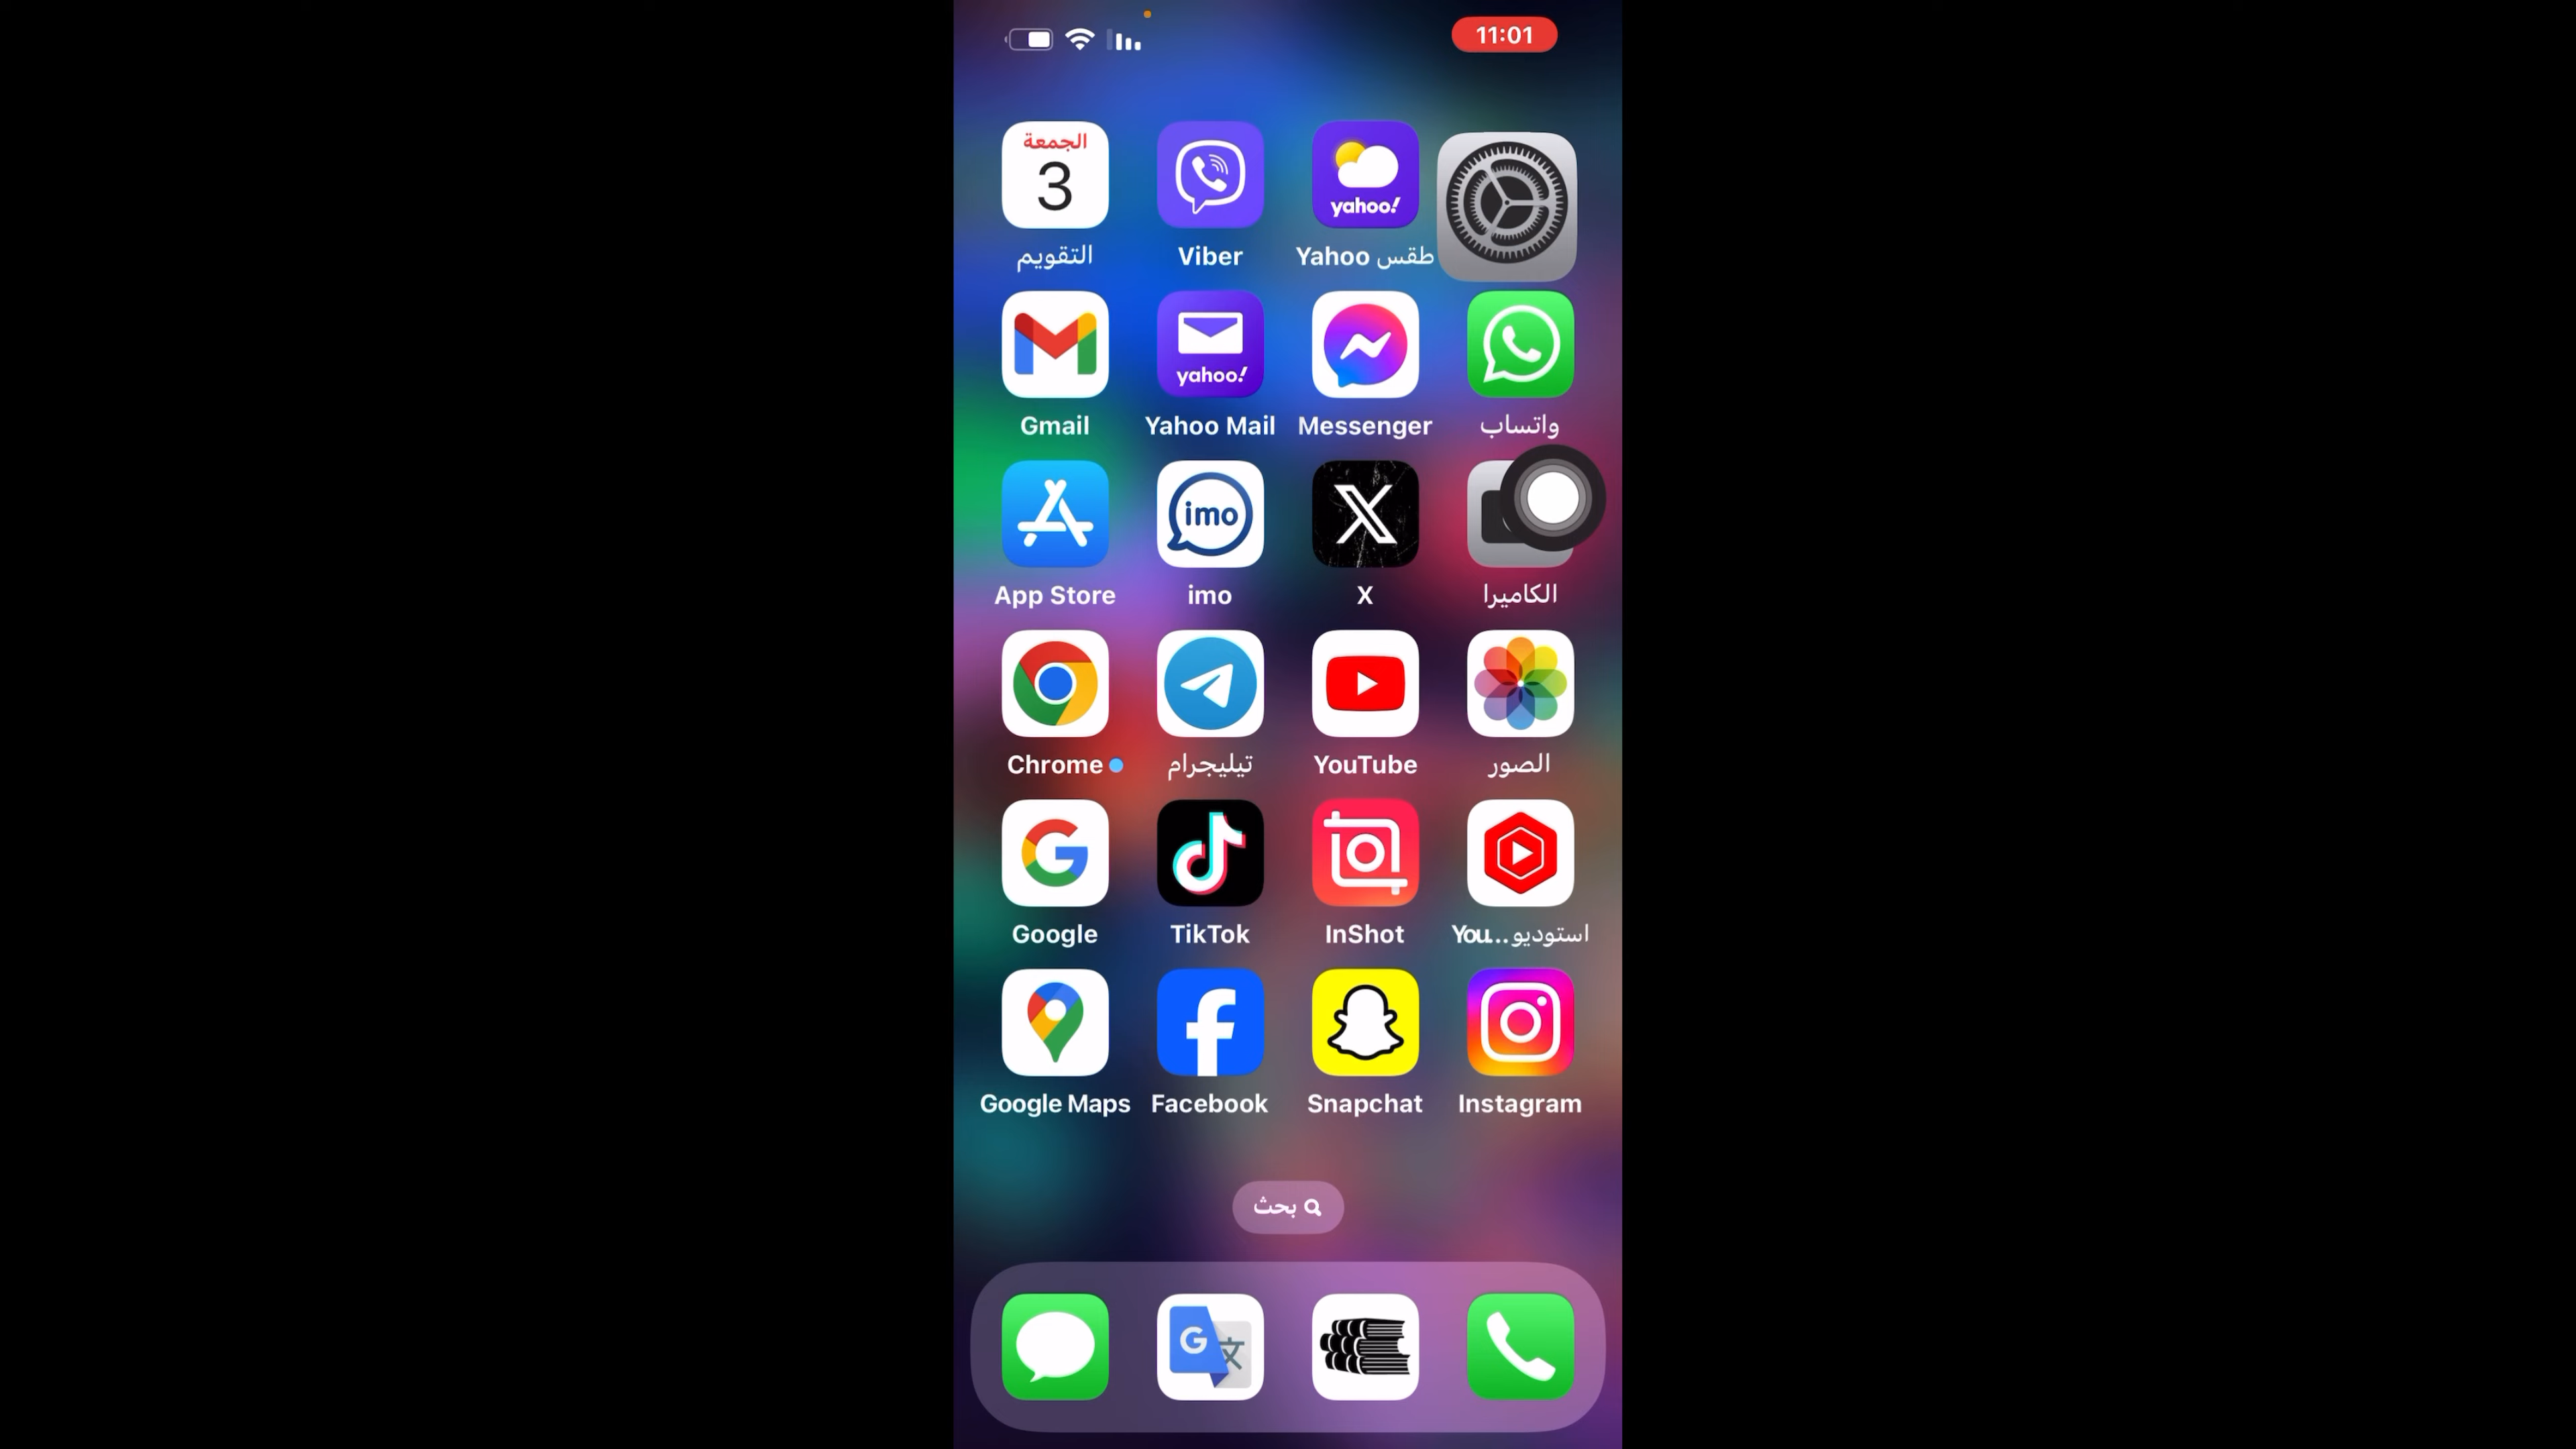 11:01
الجمعة
3
yahoo!
التقويم
Viber
طقس Yahoo
yahoo!
Gmail
Yahoo Mail
Messenger
واتساب
imo
App Store
imo
X
الكاميرا
Chrome
تيليجرام
YouTube
الصور
Google
TikTok
InShot
استوديو You...
Google Maps
Facebook
Snapchat
Instagram
بحث
G 文